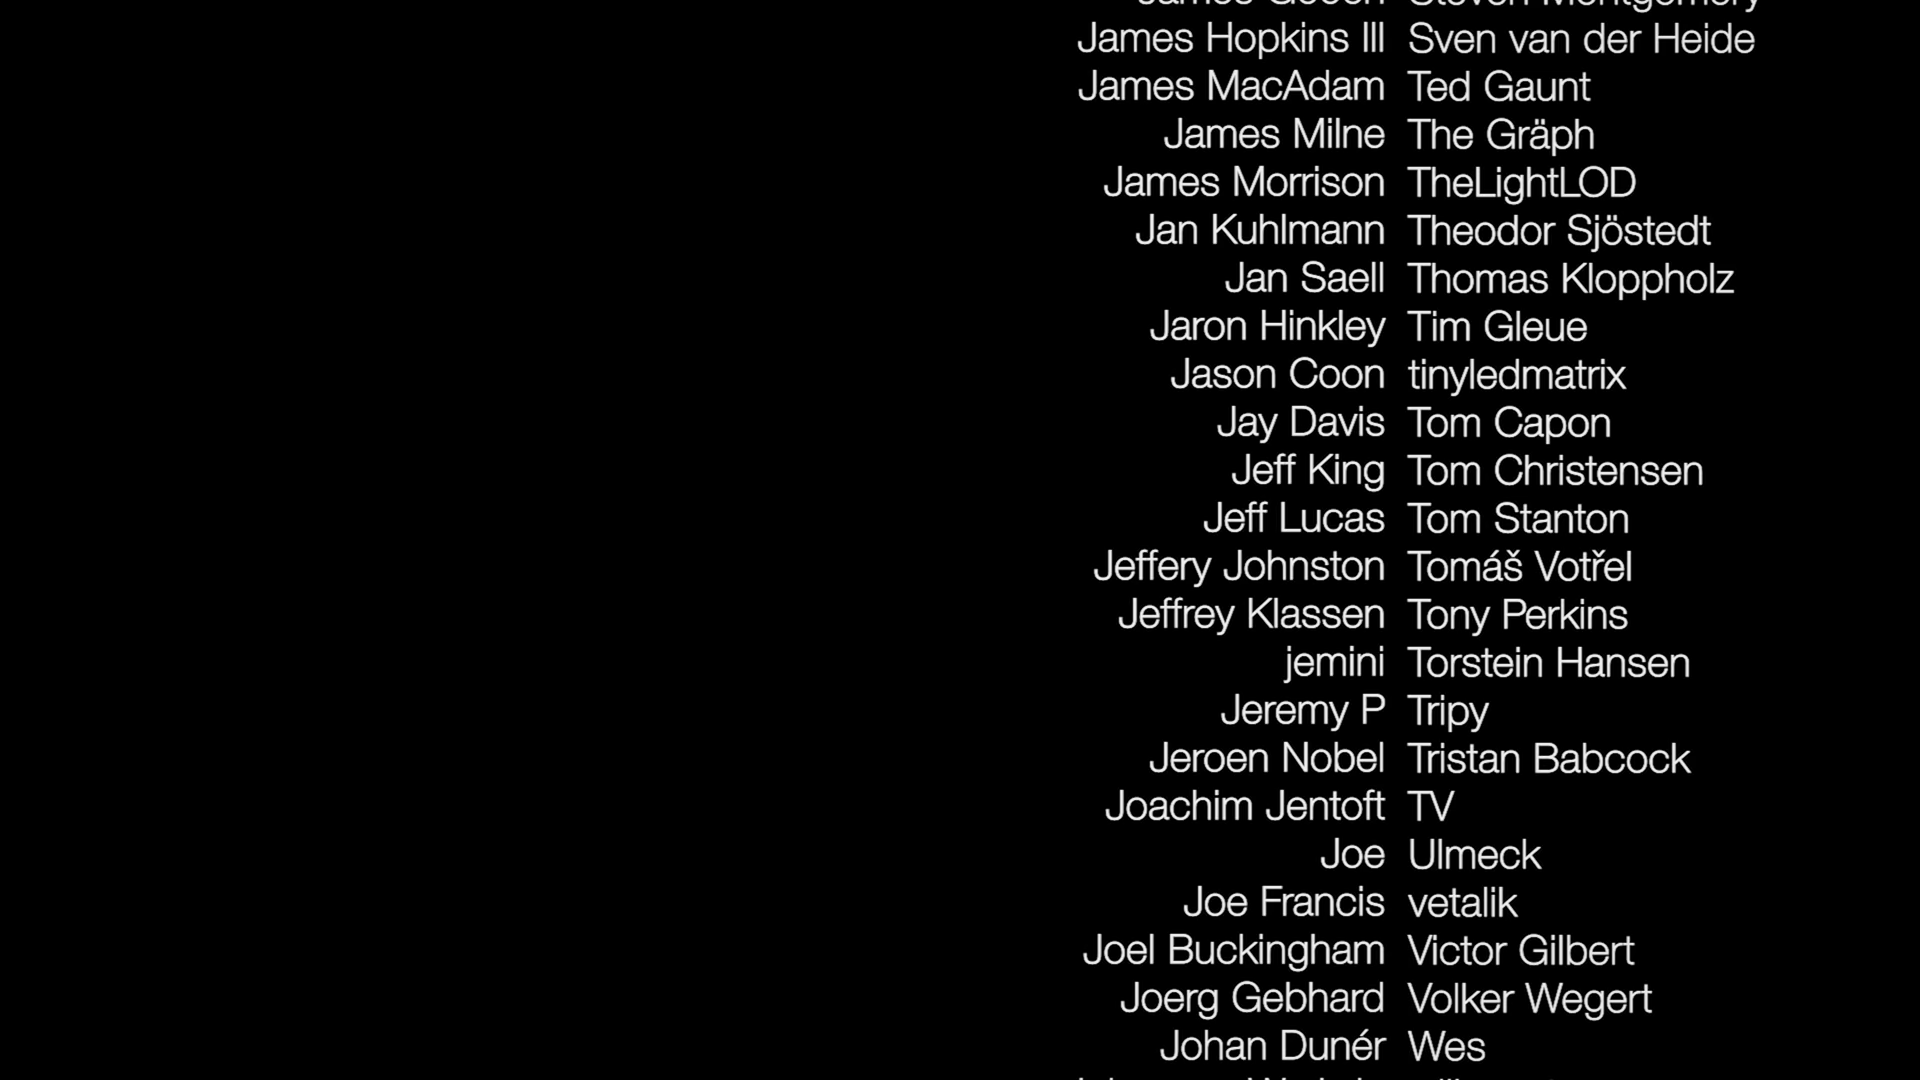 James Hopkins III Sven van der Heide
James MacAdam Ted Gaunt
James Milne The Gräph
James Morrison TheLightLOD
Jan Kuhlmann Theodor Sjöstedt
Jan Saell Thomas Kloppholz
Jaron Hinkley Tim Gleue
Jason Coon tinyledmatrix
Jay Davis Tom Capon
Jeff King Tom Christensen
Jeff Lucas Tom Stanton
Jeffery Johnston Tomáš Votřel
Jeffrey Klassen Tony Perkins
jemini Torstein Hansen
Jeremy P Tripy
Jeroen Nobel Tristan Babcock
Joachim Jentoft TV
Joe Ulmeck
Joe Francis vetalik
Joel Buckingham Victor Gilbert
Joerg Gebhard Volker Wegert
Johan Dunér Wes